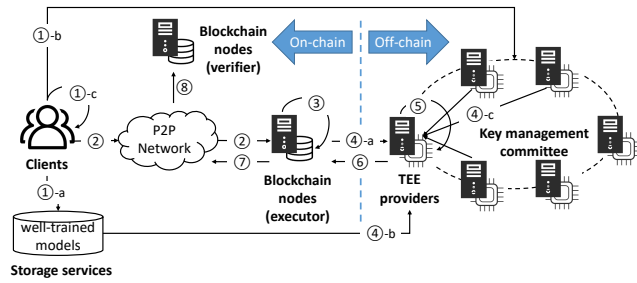 ①-b
Blockchain
nodes
(verifier)
On-chain
Off-chain
①-c
⑧
③
⑤
④-c
②
P2P
Network
②
④-a
Key management
committee
Clients
⑦
⑥
①-a
Blockchain
nodes
(executor)
TEE
providers
well-trained
models
④-b
Storage services